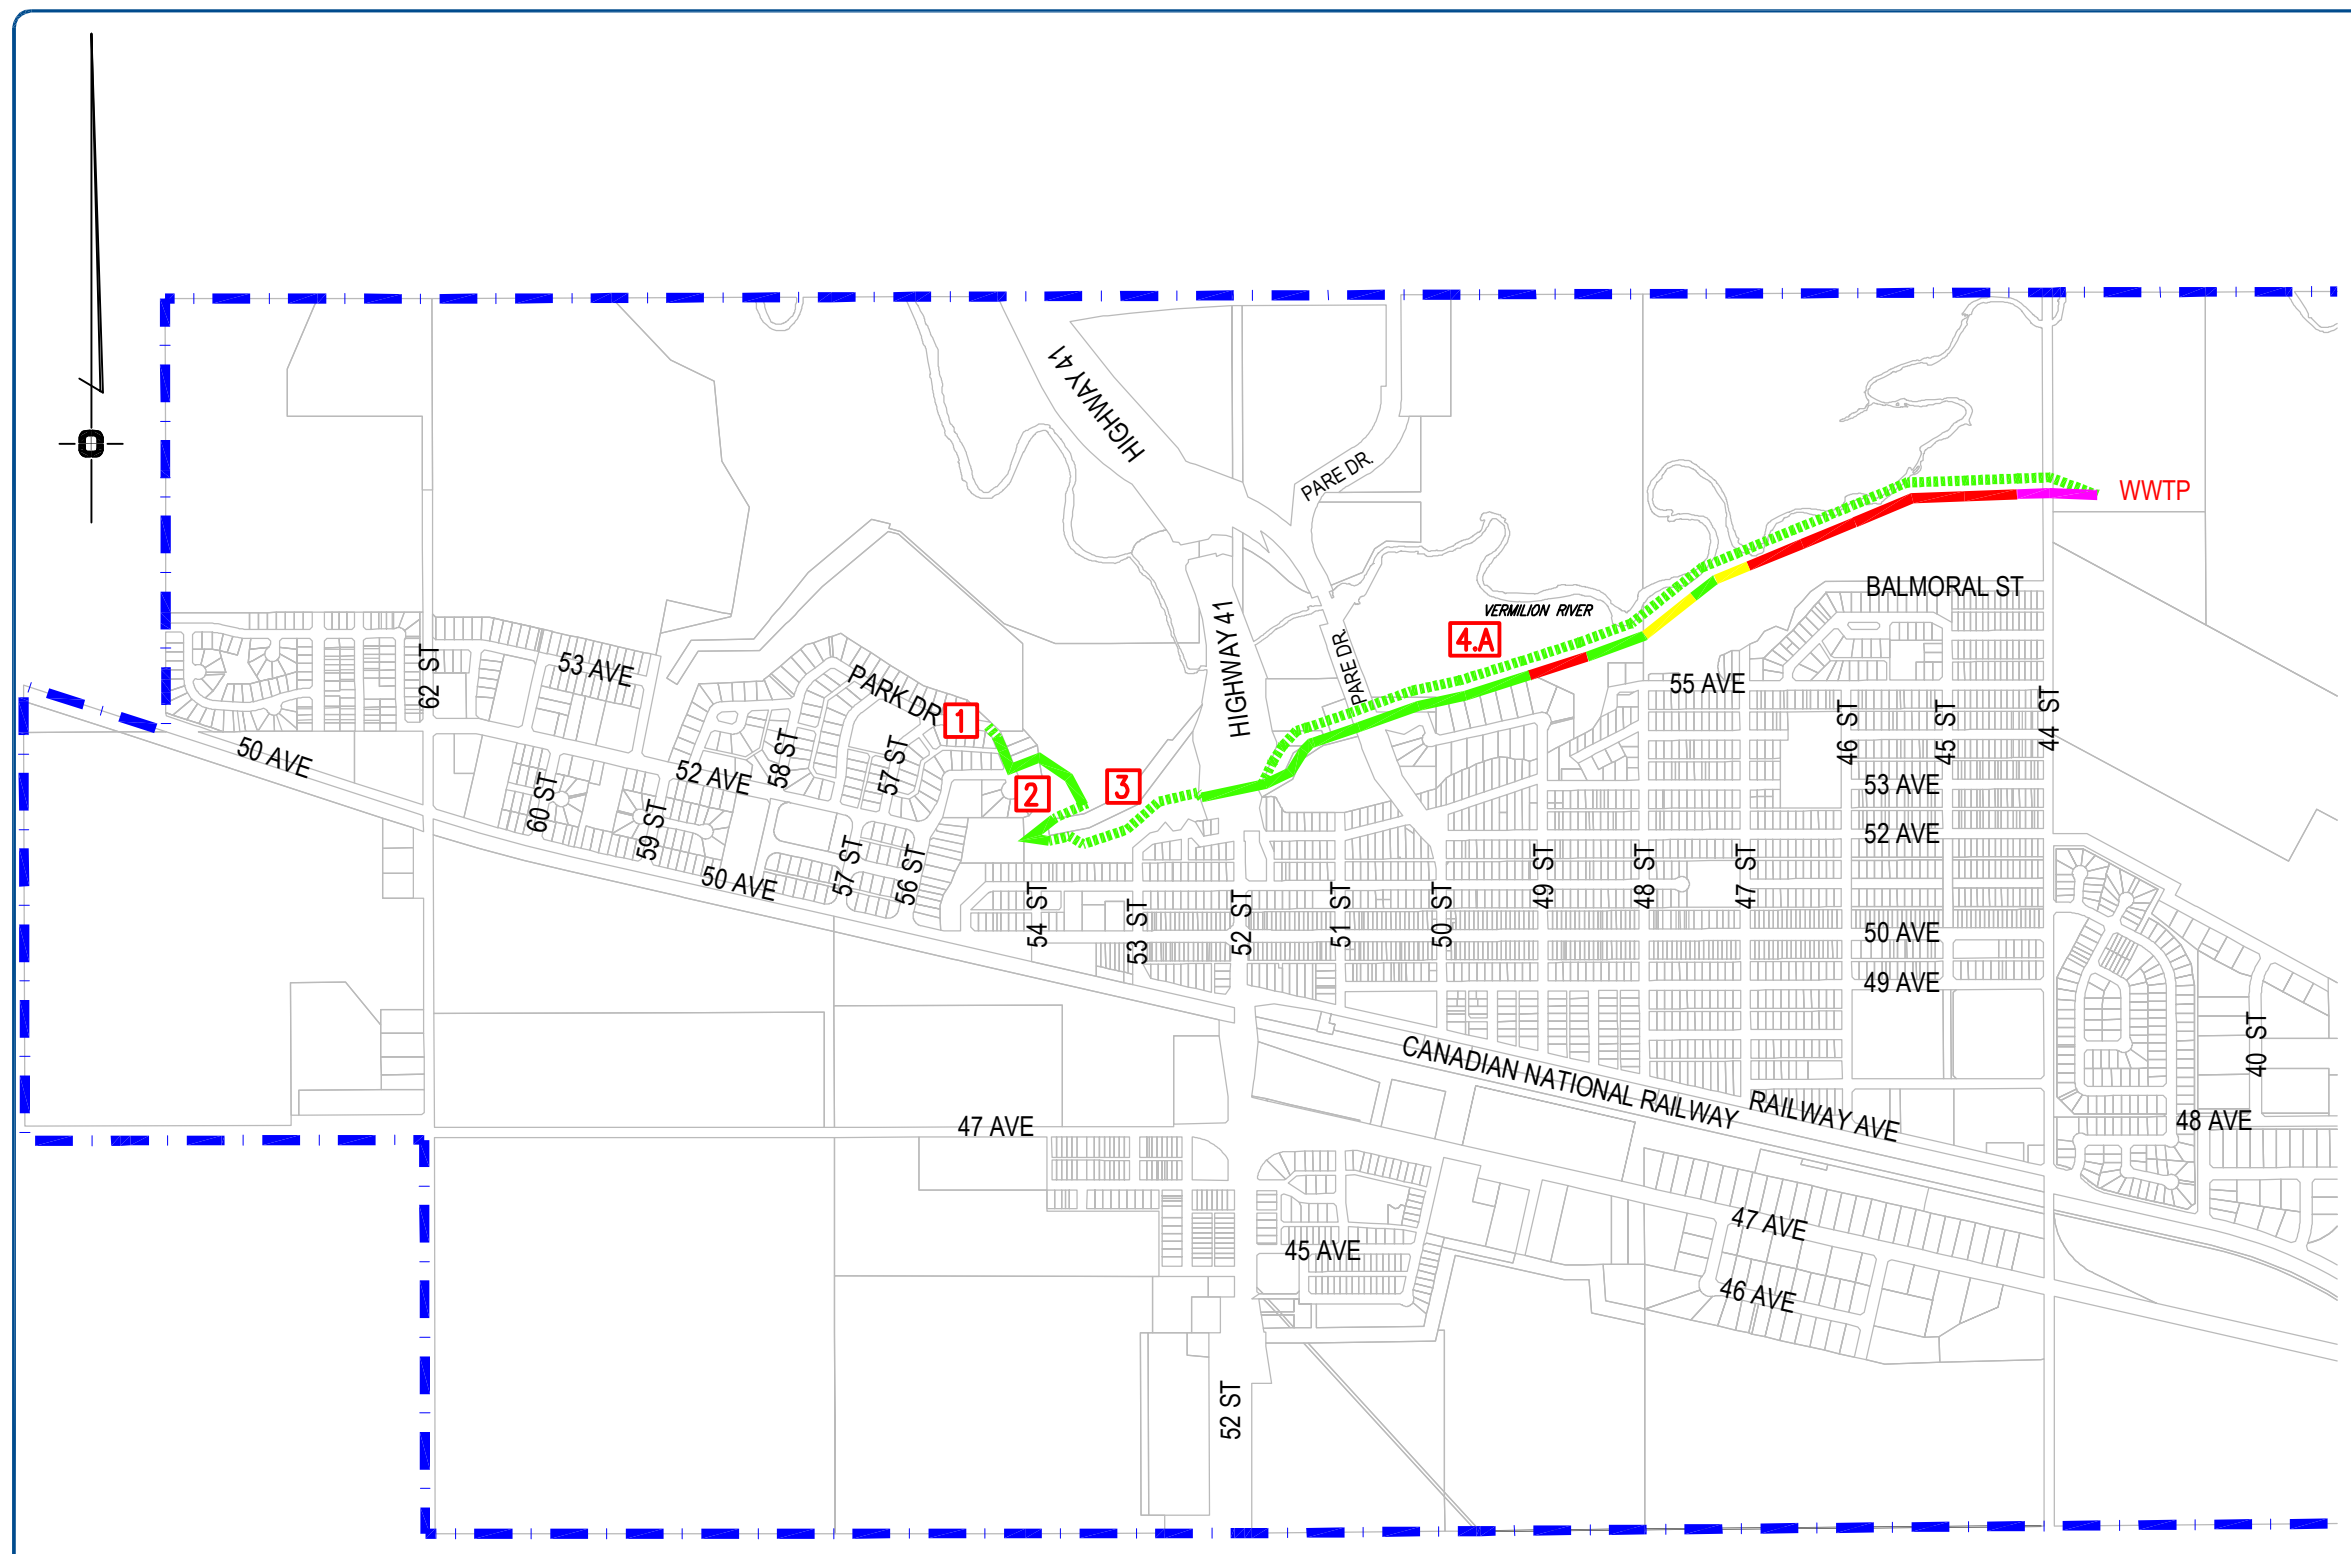 HIGHWAY 41
PARE DR.
WWTP
BALMORAL ST
VERMILION RIVER
4.A
HIGHWAY 41
PARE DR.
53 AVE
62 ST
PARK DR
1
55 AVE
46 ST
45 ST
44 ST
50 AVE
52 AVE
58 ST
57 ST
2
3
53 AVE
60 ST
59 ST
52 AVE
50 AVE
57 ST
56 ST
54 ST
53 ST
52 ST
51 ST
50 ST
49 ST
48 ST
47 ST
50 AVE
49 AVE
40 ST
CANADIAN NATIONAL RAILWAY
RAILWAY AVE
47 AVE
48 AVE
47 AVE
45 AVE
46 AVE
52 ST